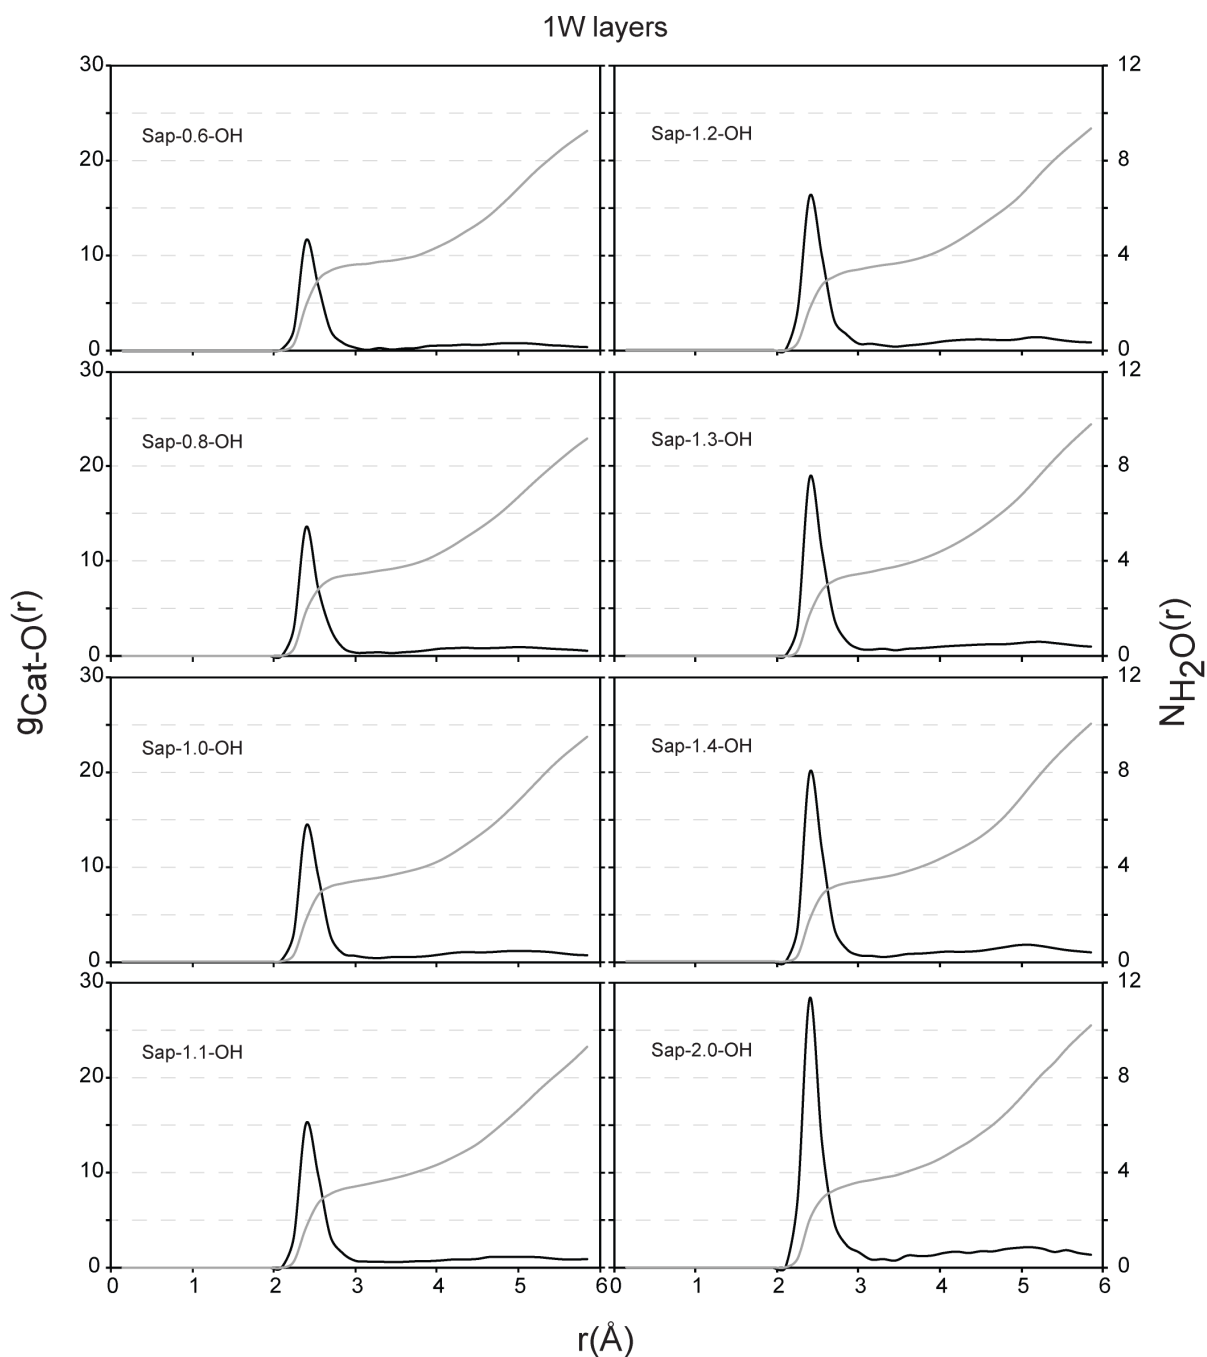 1W layers
30 12
Sap-0.6-OH Sap-1.2-OH
20 8
10 4
0 0
30 12
Sap-0.8-OH Sap-1.3-OH
20 8
10 4
0 0
30 12
Sap-1.0-OH Sap-1.4-OH
20 8
10 4
0 0
30 12
Sap-1.1-OH Sap-2.0-OH
20 8
10 4
0 0
0 1 2 3 4 5 6 0 1 2 3 4 5 6
gCat-O(r)
NH2O(r)
r(Å)